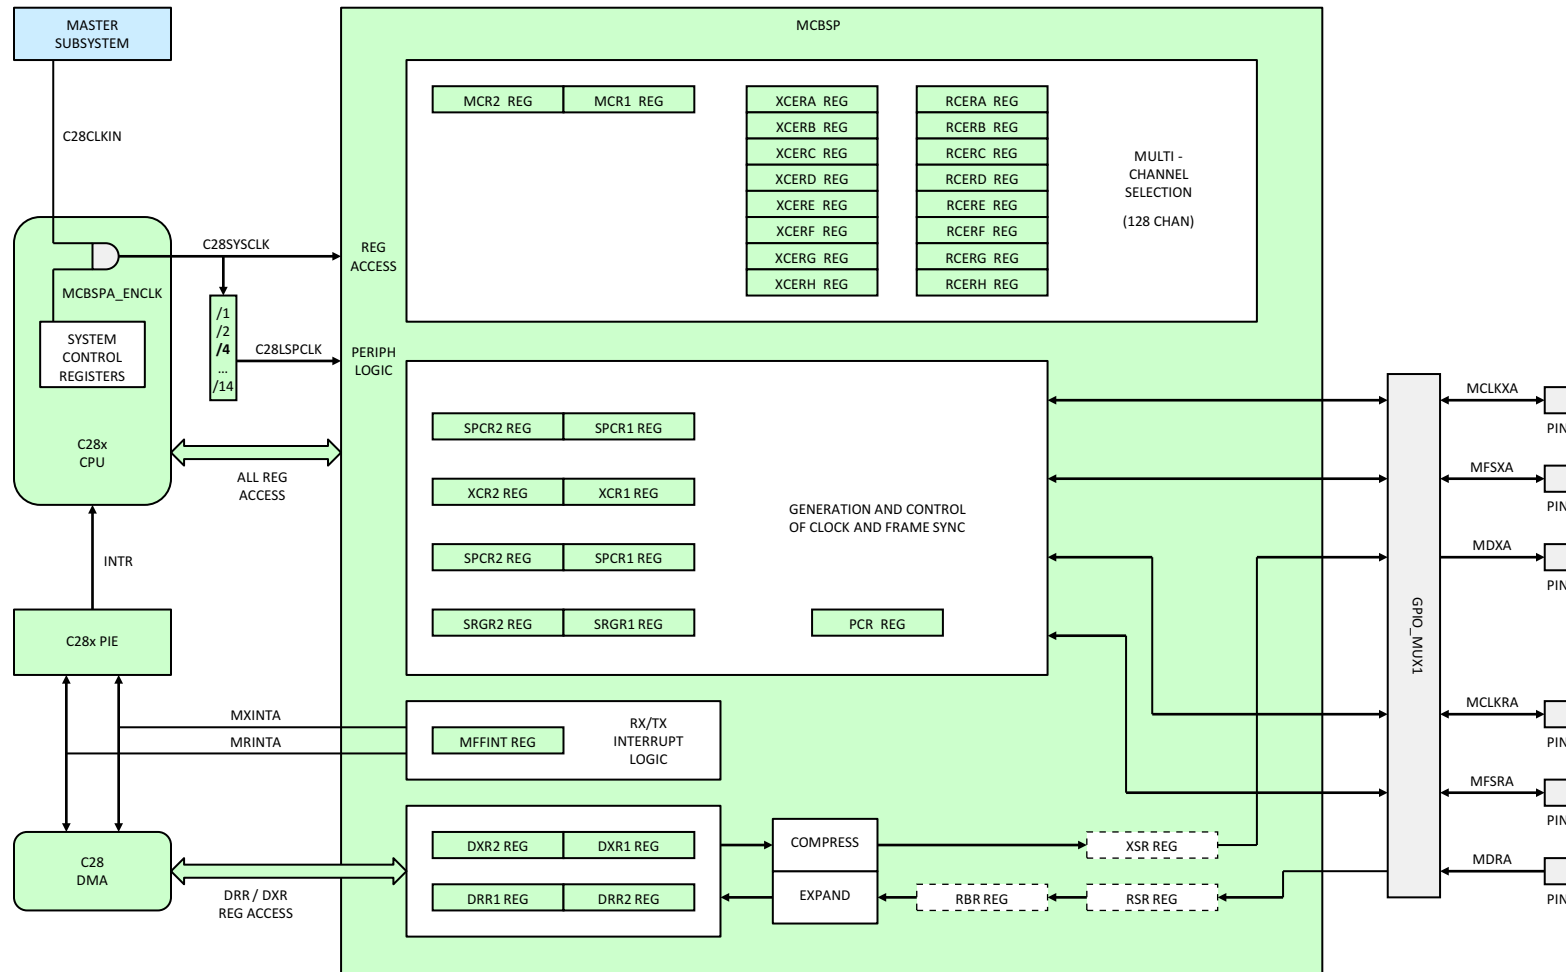 MASTER
SUBSYSTEM
C28CLKIN
MCBSPA_ENCLK
SYSTEM
CONTROL
REGISTERS
C28x
CPU
C28SYSCLK
/1
/2
/4
...
/14
C28LSPCLK
ALL REG
ACCESS
INTR
C28x PIE
MXINTA
MRINTA
C28
DMA
DRR / DXR
REG ACCESS
MCBSP
REG
ACCESS
PERIPH
LOGIC
MCR2 REG
MCR1 REG
XCERA REG
XCERB REG
XCERC REG
XCERD REG
XCERE REG
XCERF REG
XCERG REG
XCERH REG
RCERA REG
RCERB REG
RCERC REG
RCERD REG
RCERE REG
RCERF REG
RCERG REG
RCERH REG
MULTI -
CHANNEL
SELECTION
(128 CHAN)
SPCR2 REG
SPCR1 REG
XCR2 REG
XCR1 REG
SPCR2 REG
SPCR1 REG
SRGR2 REG
SRGR1 REG
GENERATION AND CONTROL
OF CLOCK AND FRAME SYNC
PCR REG
MFFINT REG
RX/TX
INTERRUPT
LOGIC
DXR2 REG
DXR1 REG
DRR1 REG
DRR2 REG
COMPRESS
EXPAND
XSR REG
RBR REG
RSR REG
GPIO_MUX1
MCLKXA
PIN
MFSXA
PIN
MDXA
PIN
MCLKRA
PIN
MFSRA
PIN
MDRA
PIN